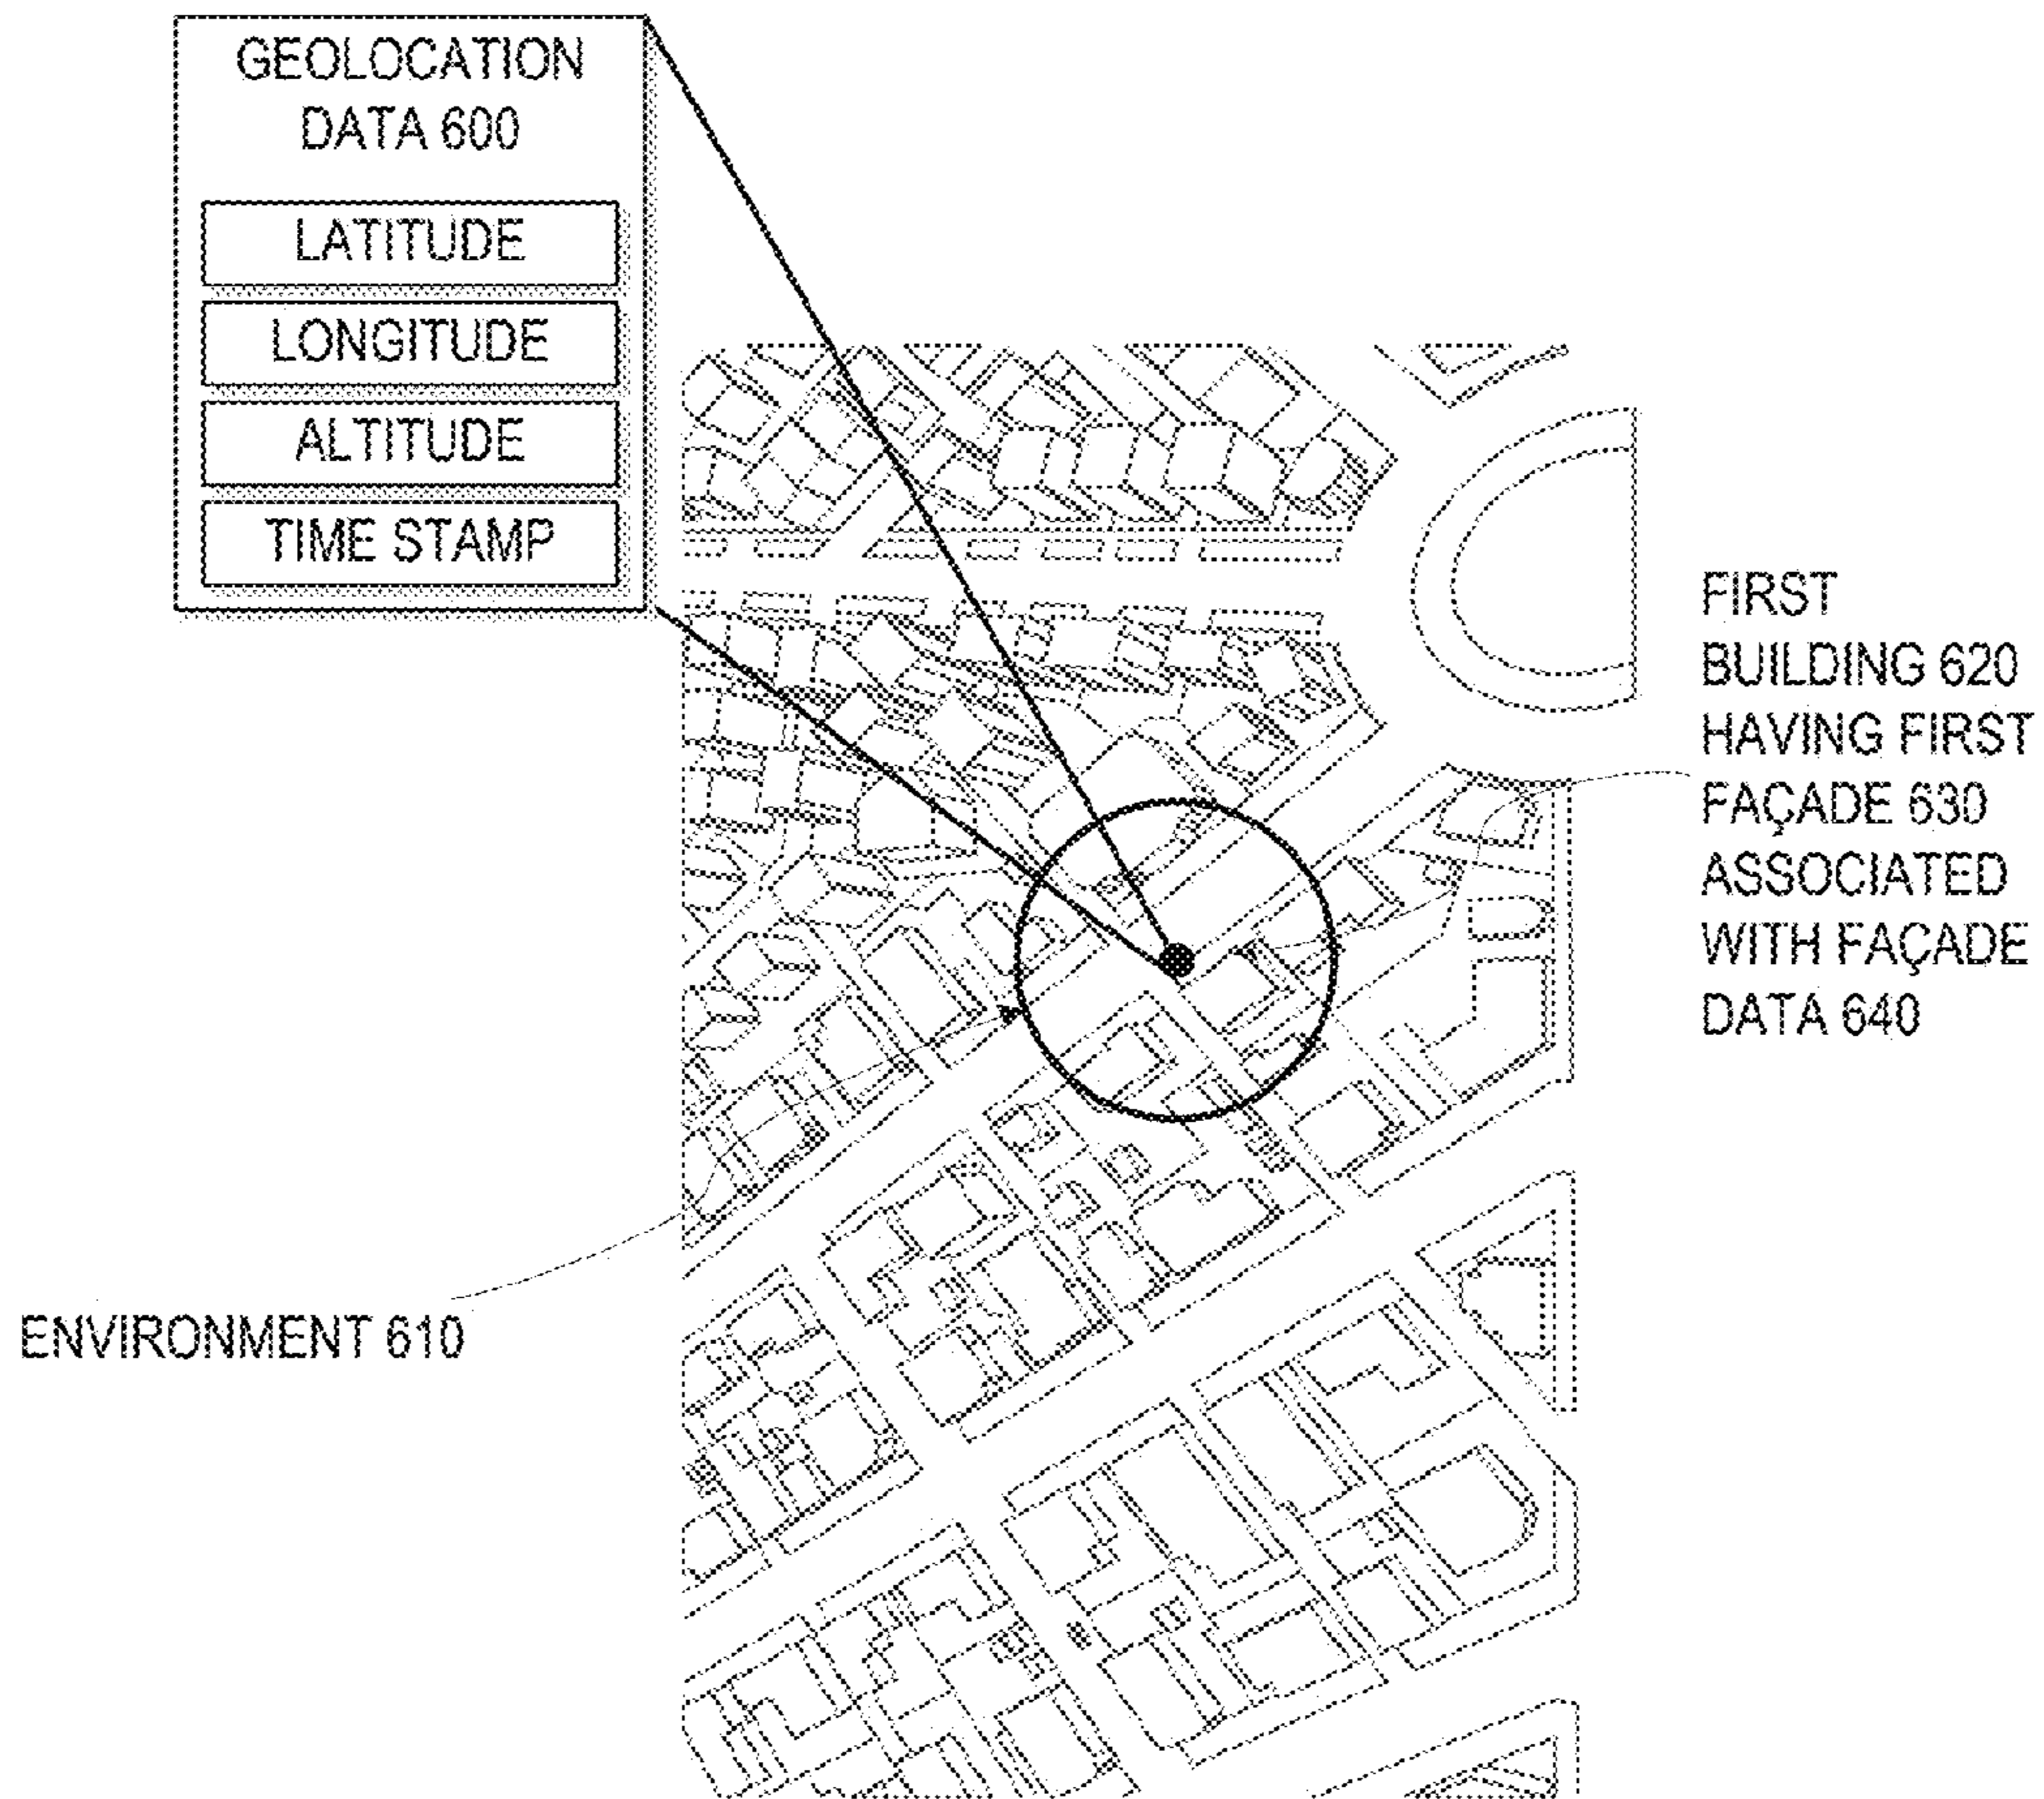 GEOLOCATION
DATA 600
LATITUDE
LONGITUDE
ALTITUDE
TIME STAMP
FIRST
BUILDING 620
HAVING FIRST
FAÇADE 630
ASSOCIATED
WITH FAÇADE
DATA 640
ENVIRONMENT 610